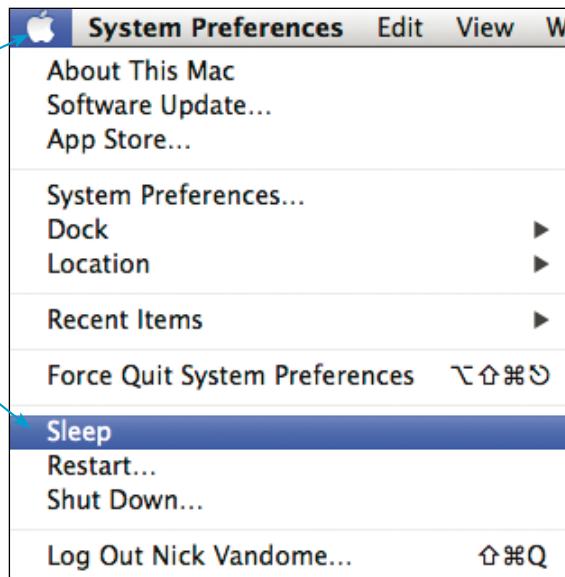 System Preferences Edit View W
About This Mac
Software Update...
App Store...
System Preferences...
Dock
Location
Recent Items
Force Quit System Preferences ⌥⇧⌘⎋
Sleep
Restart...
Shut Down...
Log Out Nick Vandome... ⇧⌘Q